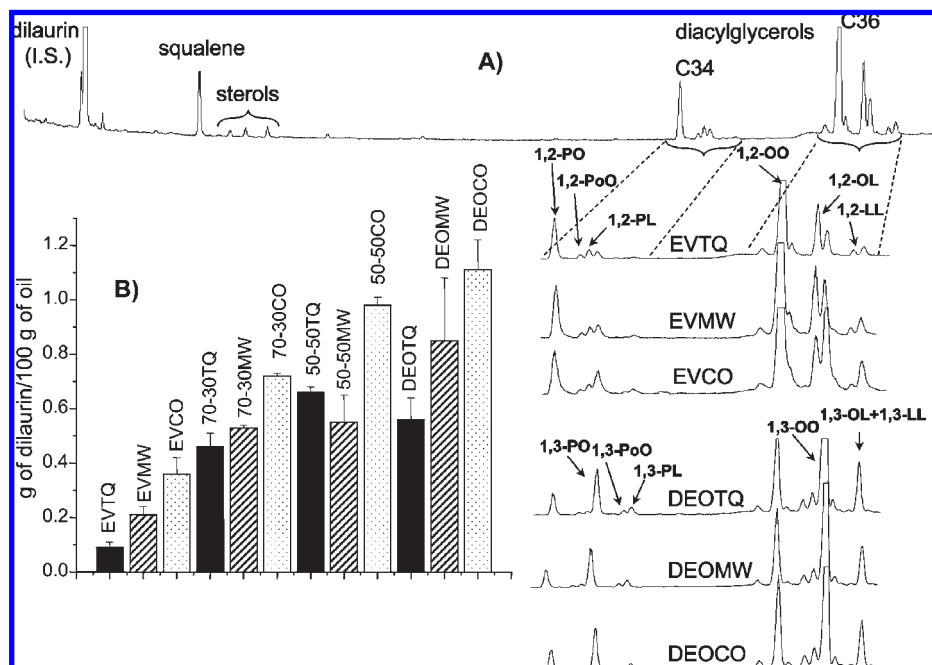 dilaurin
(I.S.)
squalene
sterols
A)
diacylglycerols
C34
C36
1,2-PO
1,2-PoO
1,2-PL
1,2-OO
1,2-OL
1,2-LL
EVTQ
EVMW
EVCO
1,3-PO
1,3-PoO
1,3-PL
1,3-OO
1,3-OL+1,3-LL
DEOTQ
DEOMW
DEOCO
B)
g of dilaurin/100 g of oil
1.2
1.0
0.8
0.6
0.4
0.2
0.0
EVTQ
EVMW
EVCO
70-30TQ
70-30MW
70-30CO
50-50TQ
50-50MW
50-50CO
DEOTQ
DEOMW
DEOCO